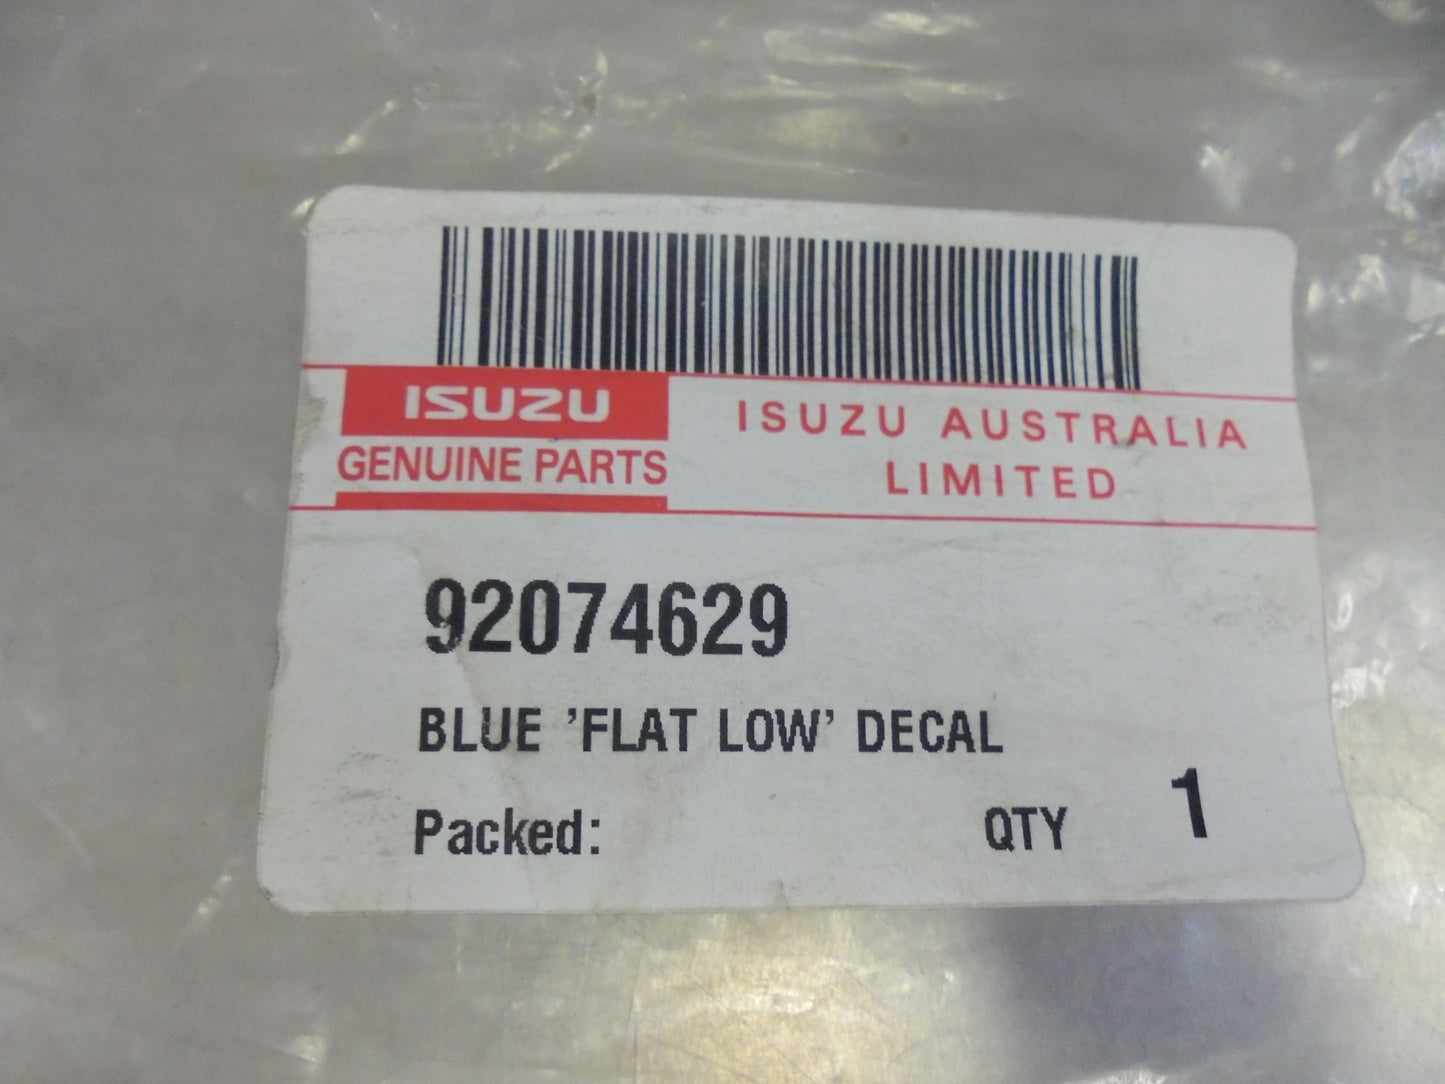 ISUZU
GENUINE PARTS
ISUZU AUSTRALIA
LIMITED
92074629
BLUE 'FLAT LOW' DECAL
Packed:
QTY 1